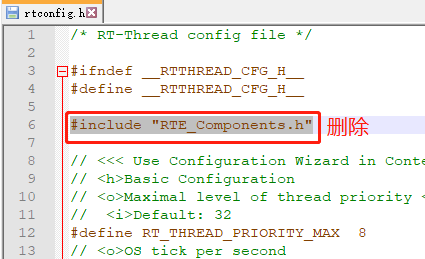 rtconfig.h
1 /* RT-Thread config file */
2
3 #ifndef __RTTHREAD_CFG_H__
4 #define __RTTHREAD_CFG_H__
5
6 #include "RTE_Components.h" 删除
7
8 // <<< Use Configuration Wizard in Conte
9 // <h>Basic Configuration
10 // <o>Maximal level of thread priority <
11 //  <i>Default: 32
12 #define RT_THREAD_PRIORITY_MAX  8
13 // <o>OS tick per second